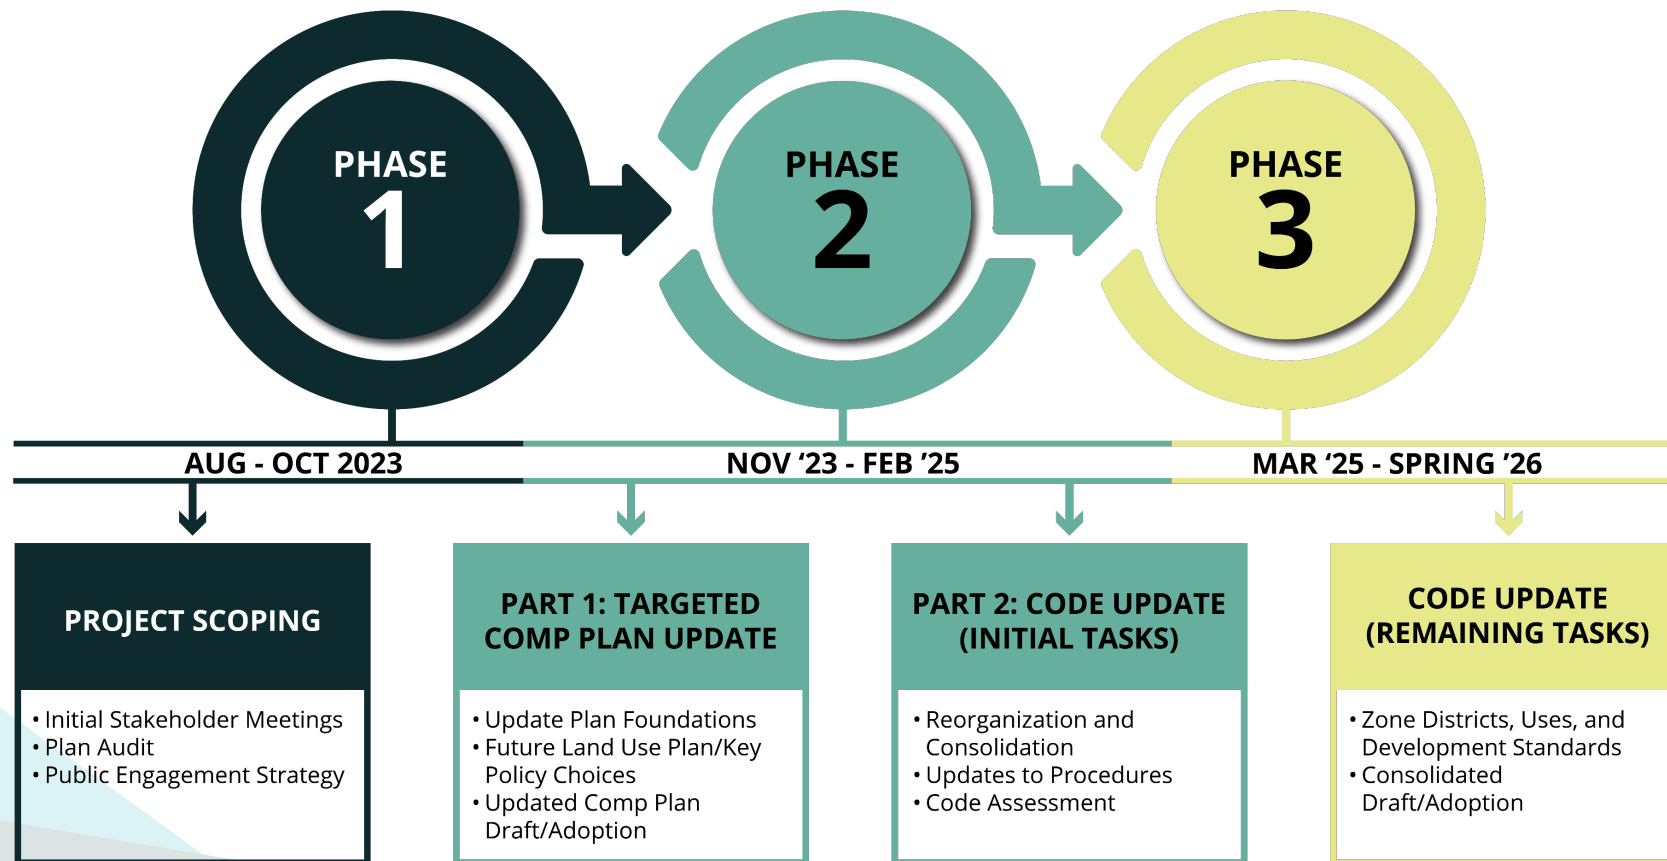 PHASE
1
PHASE
2
PHASE
3
AUG - OCT 2023
NOV ‘23 - FEB ’25
MAR ‘25 - SPRING ’26
PROJECT SCOPING
• Initial Stakeholder Meetings
• Plan Audit
• Public Engagement Strategy
PART 1: TARGETED
COMP PLAN UPDATE
• Update Plan Foundations
• Future Land Use Plan/Key
Policy Choices
• Updated Comp Plan
Draft/Adoption
PART 2: CODE UPDATE
(INITIAL TASKS)
• Reorganization and
Consolidation
• Updates to Procedures
• Code Assessment
CODE UPDATE
(REMAINING TASKS)
• Zone Districts, Uses, and
Development Standards
• Consolidated
Draft/Adoption